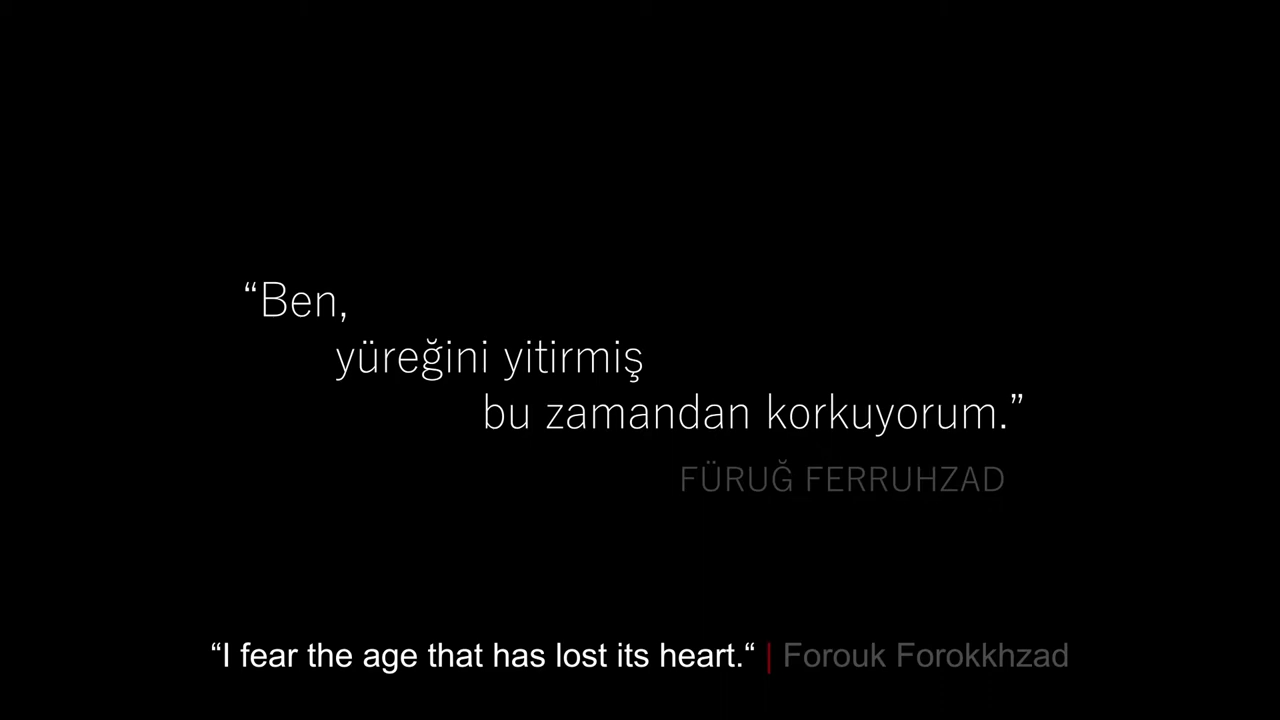 “Ben,
yüreğini yitirmiş
bu zamandan korkuyorum.”
FÜRUĞ FERRUHZAD
“I fear the age that has lost its heart.“ | Forouk Forokkhzad